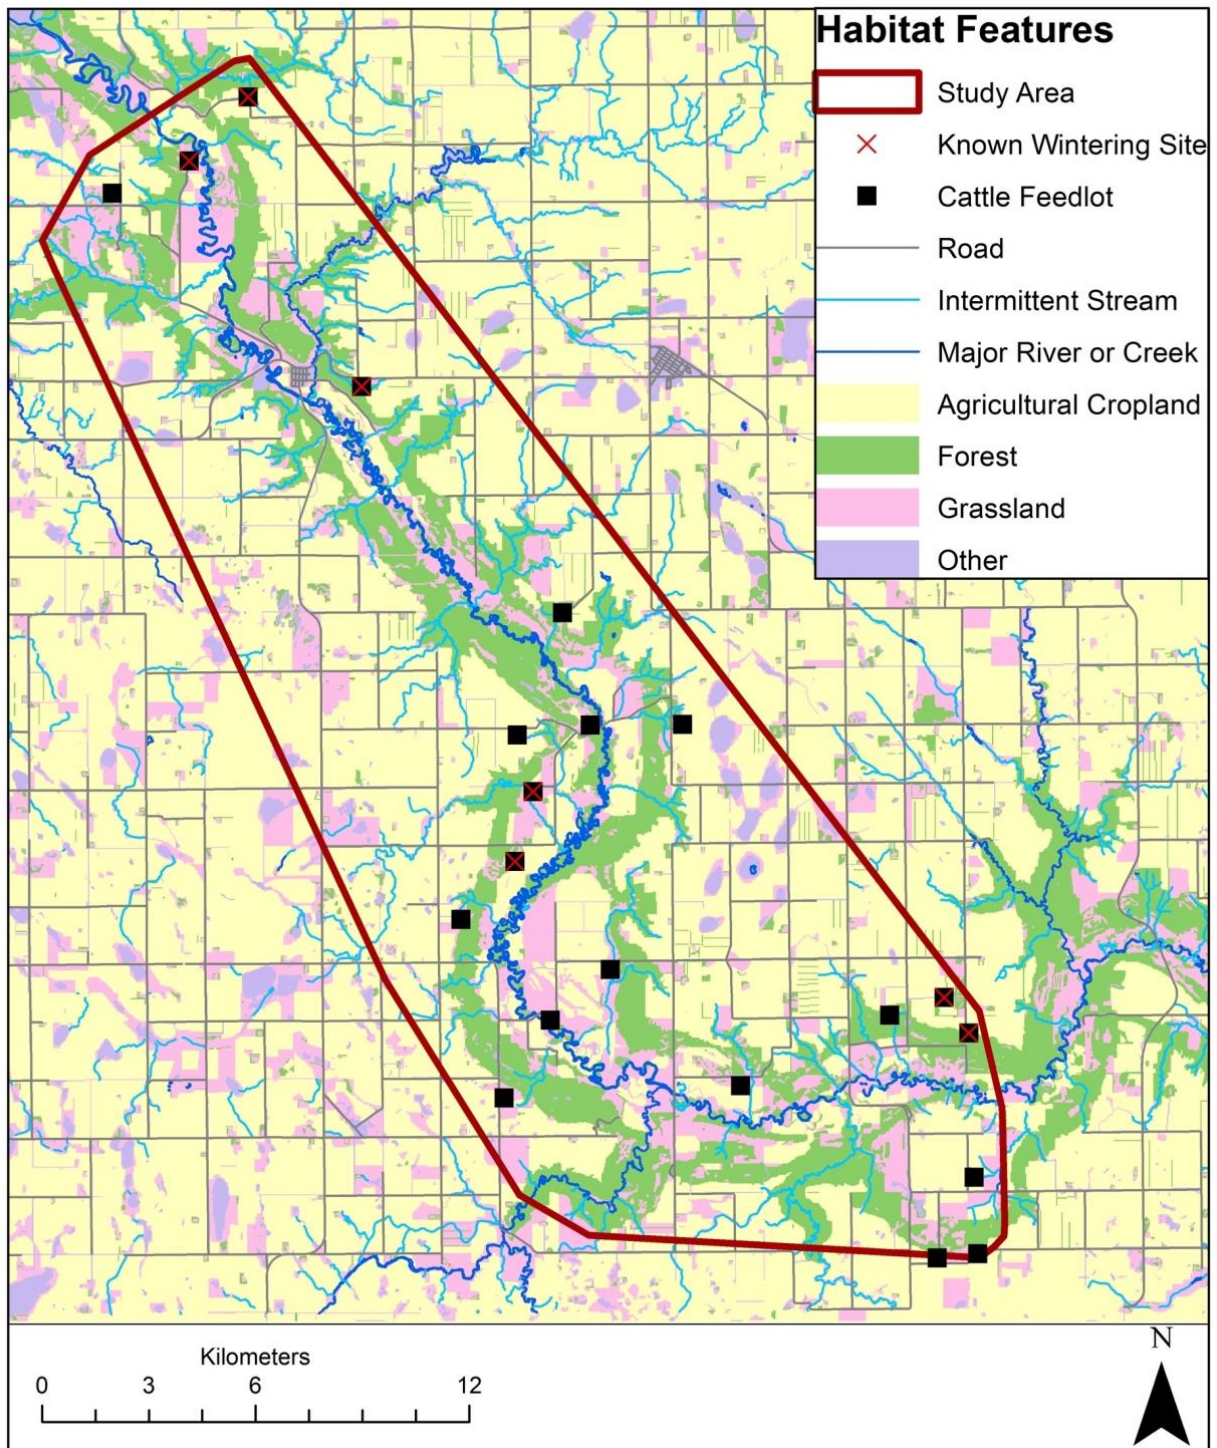 Habitat Features
Study Area
Known Wintering Site
Cattle Feedlot
Road
Intermittent Stream
Major River or Creek
Agricultural Cropland
Forest
Grassland
Other
Kilometers
0 3 6 12
N